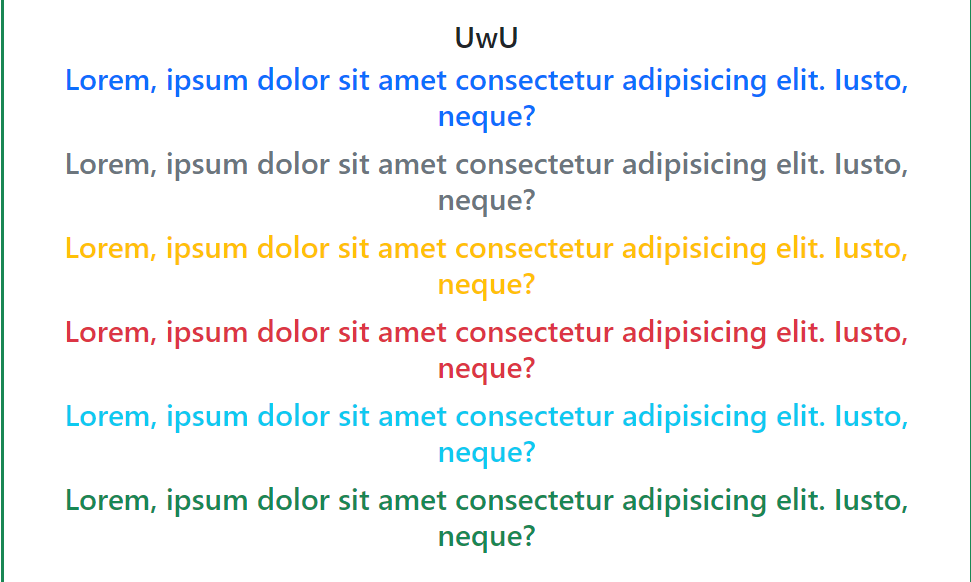 UwU
Lorem, ipsum dolor sit amet consectetur adipisicing elit. Iusto,
neque?
Lorem, ipsum dolor sit amet consectetur adipisicing elit. Iusto,
neque?
Lorem, ipsum dolor sit amet consectetur adipisicing elit. Iusto,
neque?
Lorem, ipsum dolor sit amet consectetur adipisicing elit. Iusto,
neque?
Lorem, ipsum dolor sit amet consectetur adipisicing elit. Iusto,
neque?
Lorem, ipsum dolor sit amet consectetur adipisicing elit. Iusto,
neque?